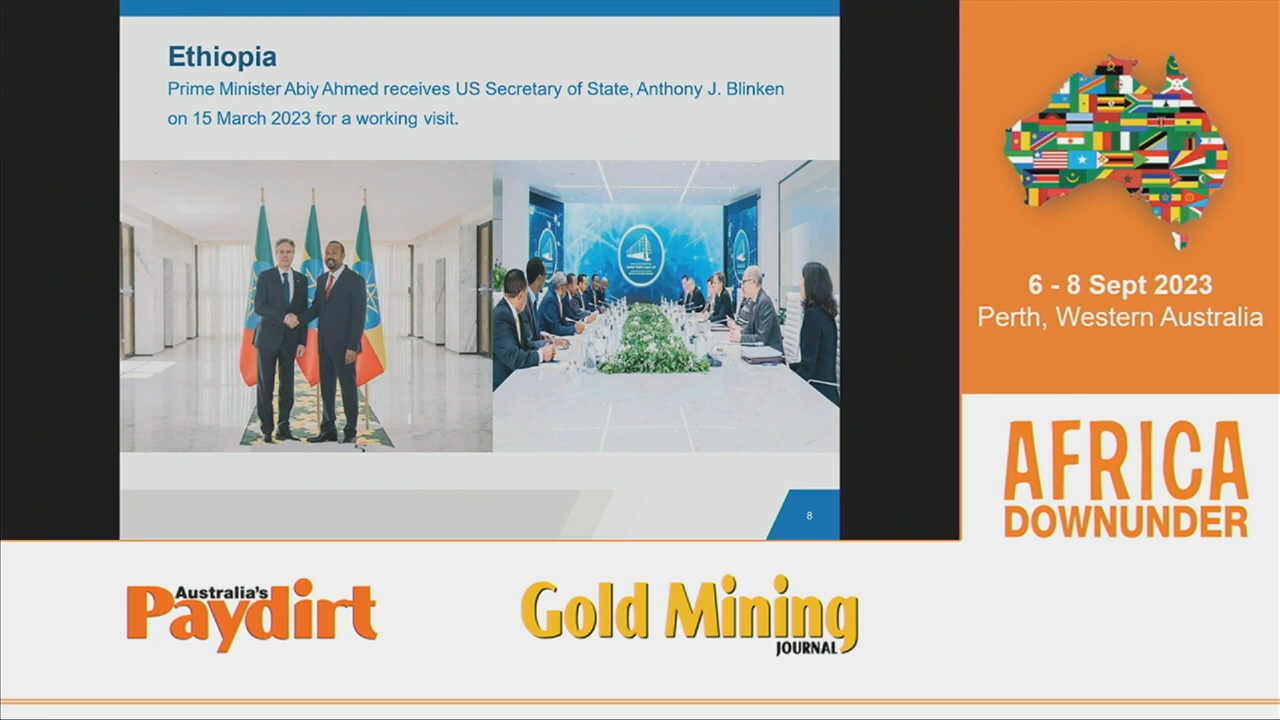 Ethiopia
Prime Minister Abiy Ahmed receives US Secretary of State, Anthony J. Blinken
on 15 March 2023 for a working visit.
8
6 - 8 Sept 2023
Perth, Western Australia
AFRICA
DOWNUNDER
Australia's
Paydirt
Gold Mining
JOURNAL